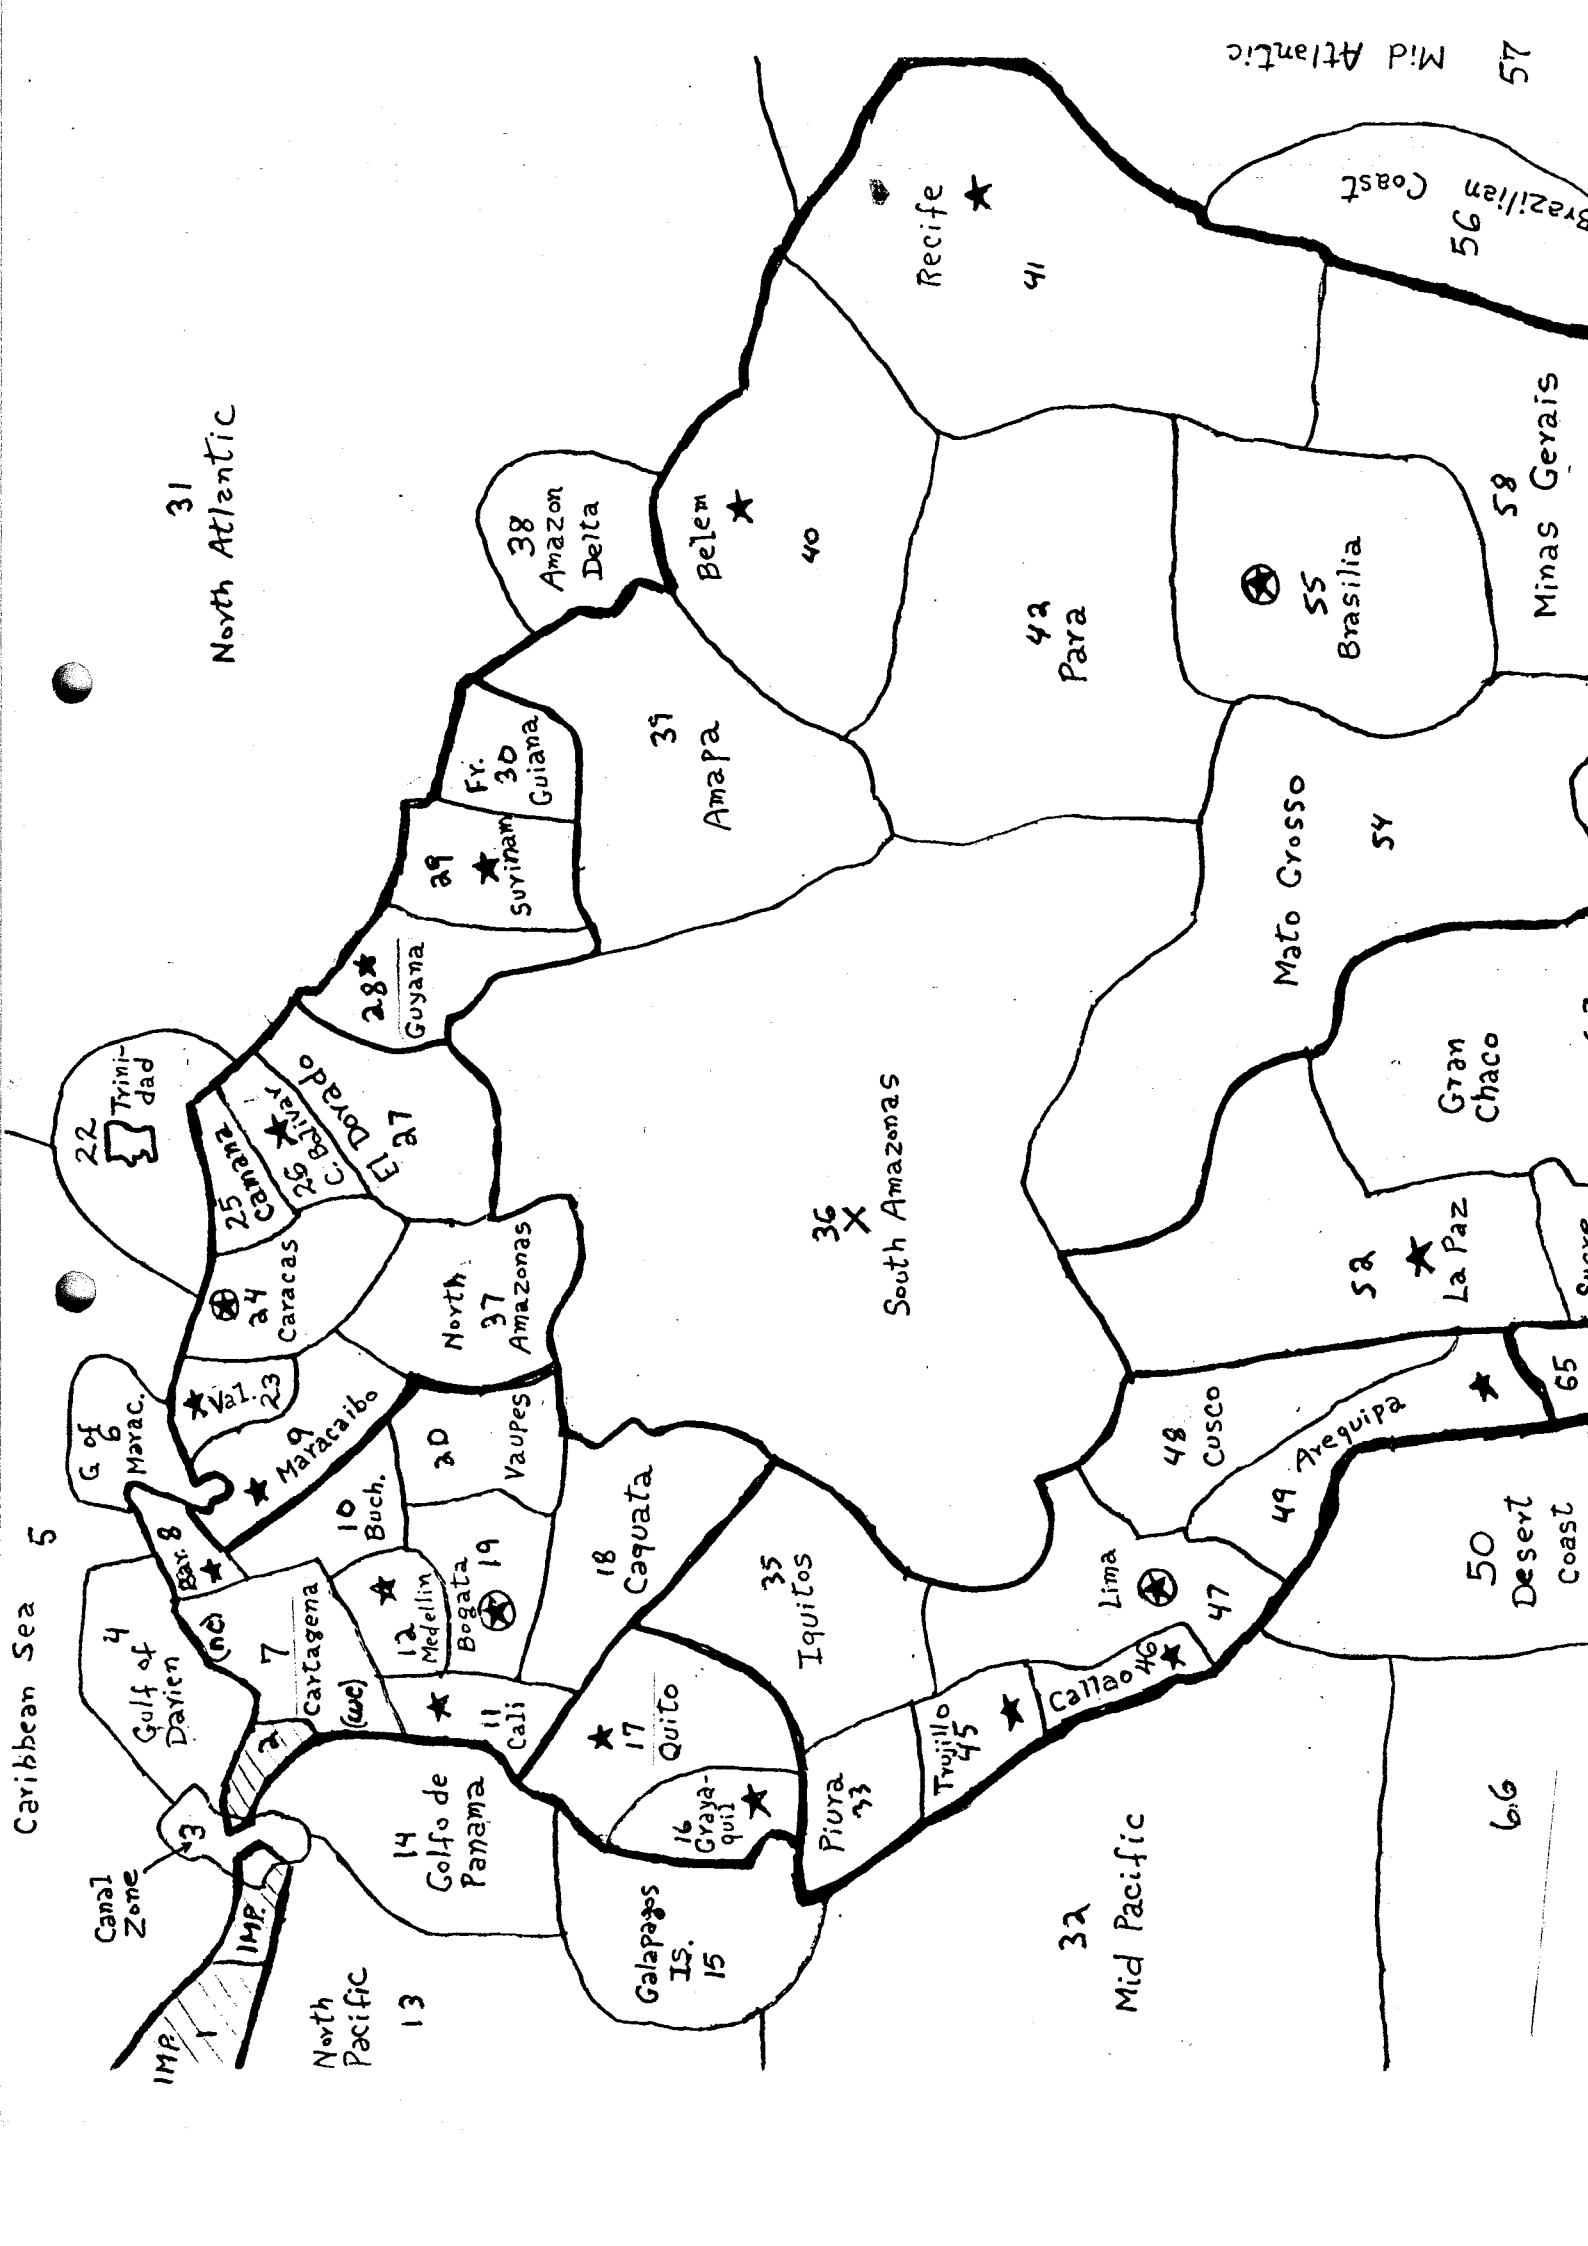 Caribbean Sea
5
Canal
Zone
3
IMP.
1
IMP.
2
4
Gulf of
Darien
G of
6
Marac.
22
Trini-
dad
31
North Atlantic
North
Pacific
13
(nc)
7
Cartagena
(wc)
Bar. 8
9
Maracaibo
Val.
23
24
Caracas
25
Camana
26
C. Bolivar
El Dorado
27
28
Guyana
29
Surinam
Fr.
30
Guiana
10
Buch.
11
Cali
12
Medellin
Bogata
19
20
Vaupes
North
37
Amazonas
14
Golfo de
Panama
Galapagos
Is.
15
16
Graya-
quil
17
Quito
18
Caquata
35
Iquitos
36
South Amazonas
39
Amapa
38
Amazon
Delta
Belem
40
Recife
41
42
Para
Piura
33
Trujillo
45
Callao 46
Lima
47
48
Cusco
49 Arequipa
32
Mid Pacific
50
Desert
Coast
66
65
52
La Paz
Sucre
Gran
Chaco
Mato Grosso
54
55
Brasilia
58
Minas Gerais
56
Brazilian
Coast
57
Mid Atlantic